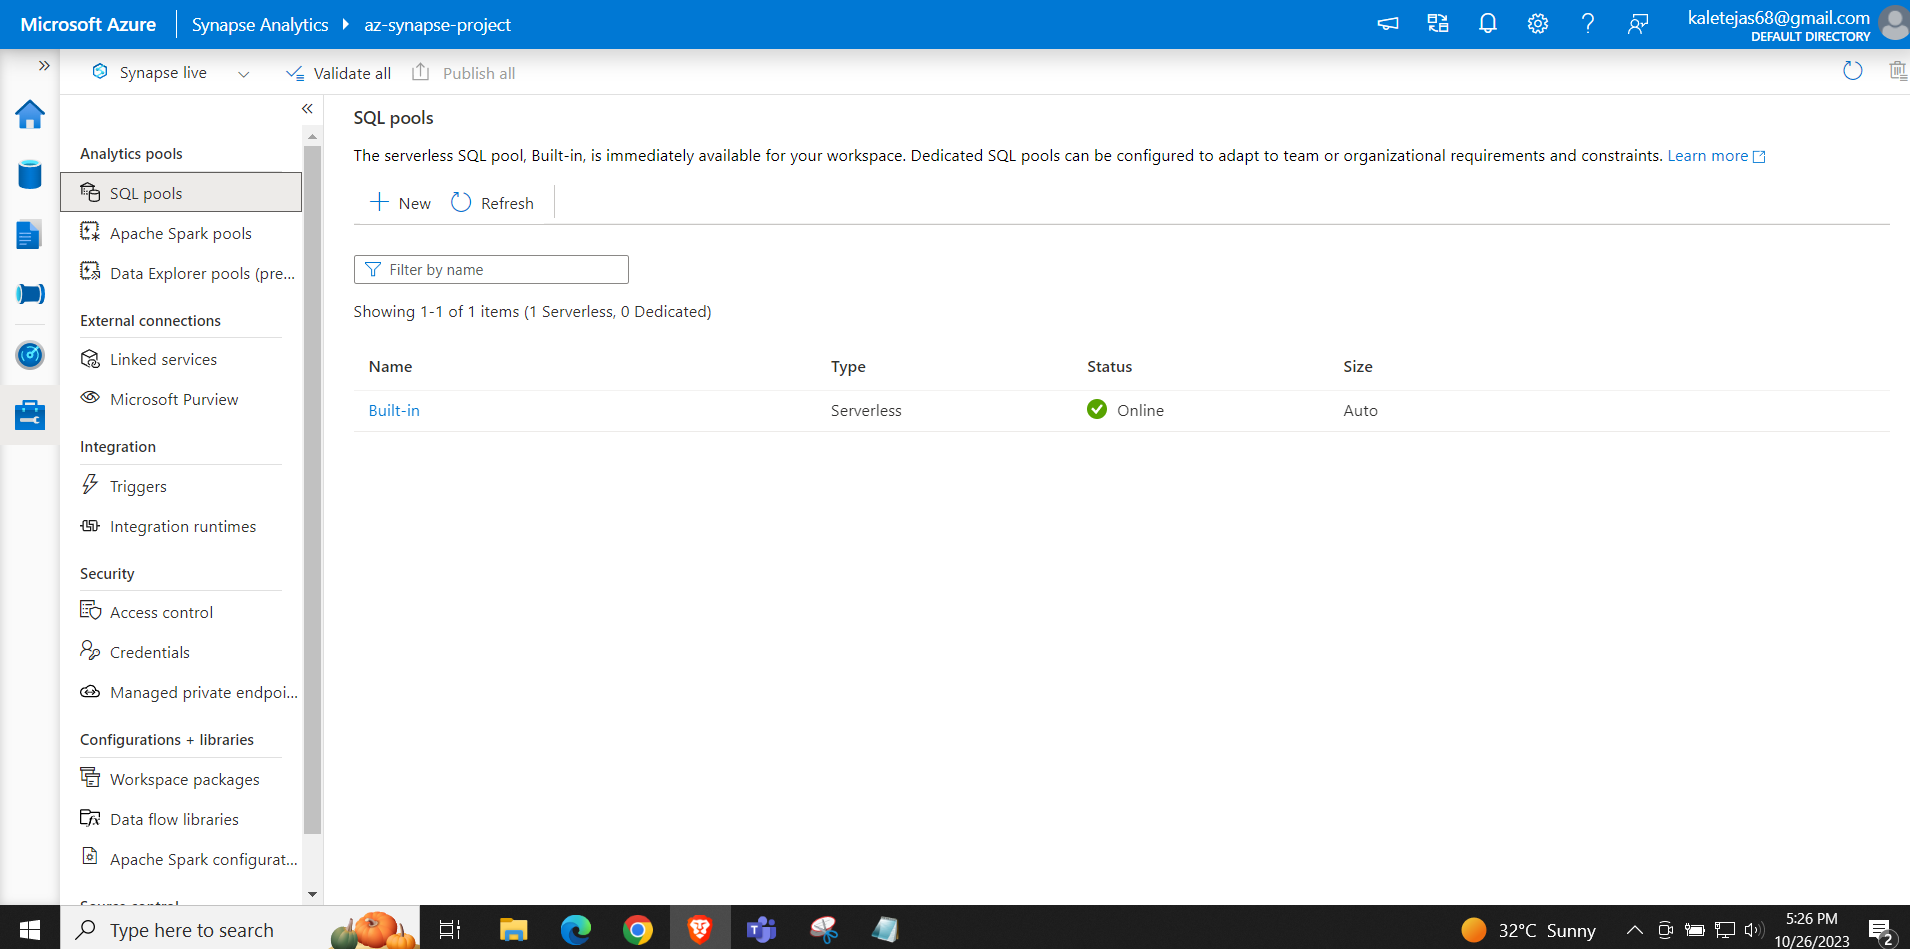 Microsoft Azure
Synapse Analytics
az-synapse-project
kaletejas68@gmail.com
DEFAULT DIRECTORY
Synapse live
Validate all
Publish all
Analytics pools
SQL pools
Apache Spark pools
Data Explorer pools (pre...
External connections
Linked services
Microsoft Purview
Integration
Triggers
Integration runtimes
Security
Access control
Credentials
Managed private endpoi...
Configurations + libraries
Workspace packages
Data flow libraries
Apache Spark configurat...
SQL pools
The serverless SQL pool, Built-in, is immediately available for your workspace. Dedicated SQL pools can be configured to adapt to team or organizational requirements and constraints. Learn more
New
Refresh
Filter by name
Showing 1-1 of 1 items (1 Serverless, 0 Dedicated)
Name Type Status Size
Built-in Serverless Online Auto
Type here to search
32°C Sunny
5:26 PM
10/26/2023
2